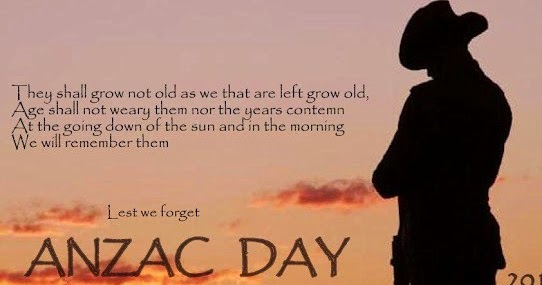 They shall grow not old as we that are left grow old,
Age shall not weary them nor the years contemn
At the going down of the sun and in the morning
We will remember them
Lest we forget
ANZAC DAY
201